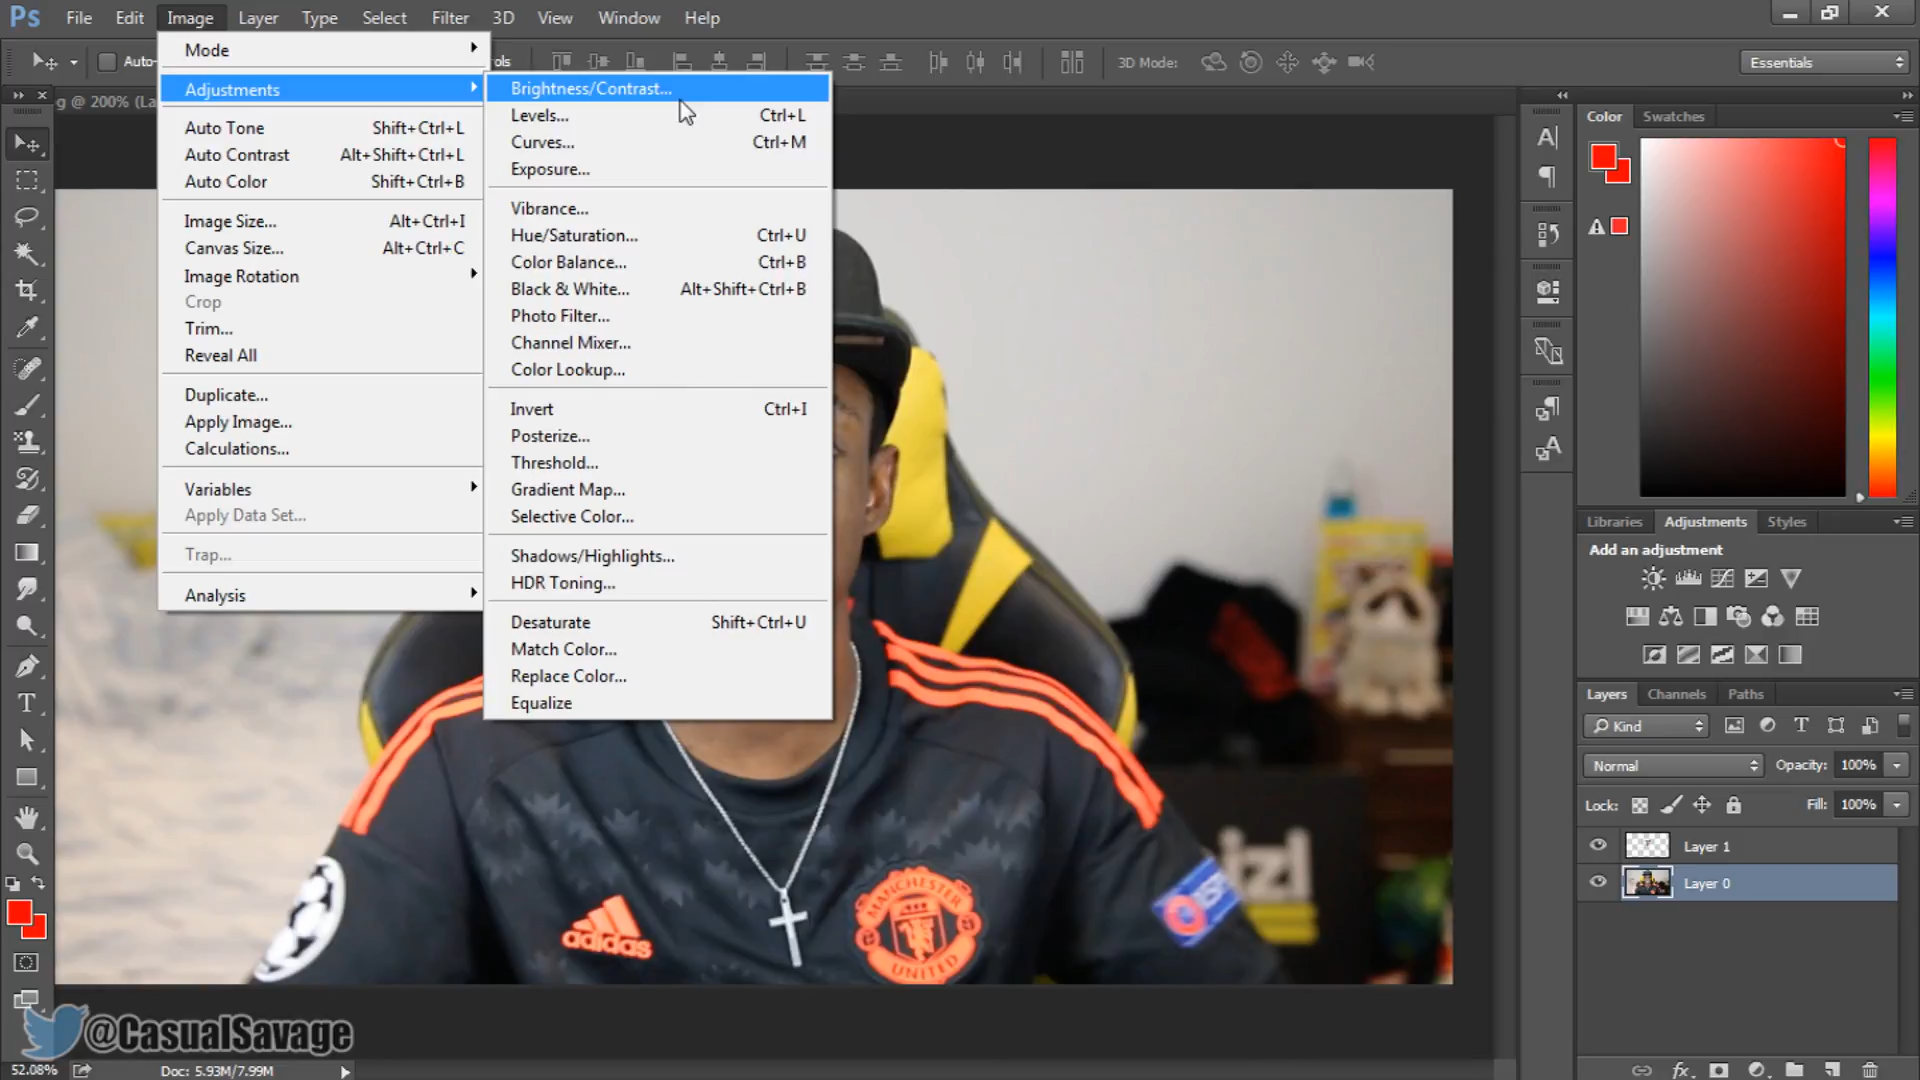 Ps File Edit Image Layer Type Select Filter 3D View Window Help
Auto- ols 3D Mode: Essentials
g @ 200% (La
Mode
Adjustments
Auto Tone Shift+Ctrl+L
Auto Contrast Alt+Shift+Ctrl+L
Auto Color Shift+Ctrl+B
Image Size... Alt+Ctrl+I
Canvas Size... Alt+Ctrl+C
Image Rotation
Crop
Trim...
Reveal All
Duplicate...
Apply Image...
Calculations...
Variables
Apply Data Set...
Trap...
Analysis
Brightness/Contrast...
Levels... Ctrl+L
Curves... Ctrl+M
Exposure...
Vibrance...
Hue/Saturation... Ctrl+U
Color Balance... Ctrl+B
Black & White... Alt+Shift+Ctrl+B
Photo Filter...
Channel Mixer...
Color Lookup...
Invert Ctrl+I
Posterize...
Threshold...
Gradient Map...
Selective Color...
Shadows/Highlights...
HDR Toning...
Desaturate Shift+Ctrl+U
Match Color...
Replace Color...
Equalize
Color Swatches
Libraries Adjustments Styles
Add an adjustment
Layers Channels Paths
Kind
Normal Opacity: 100%
Lock: Fill: 100%
Layer 1
Layer 0
adidas
MANCHESTER
UNITED
izl
@CasualSavage
52.08% Doc: 5.93M/7.99M